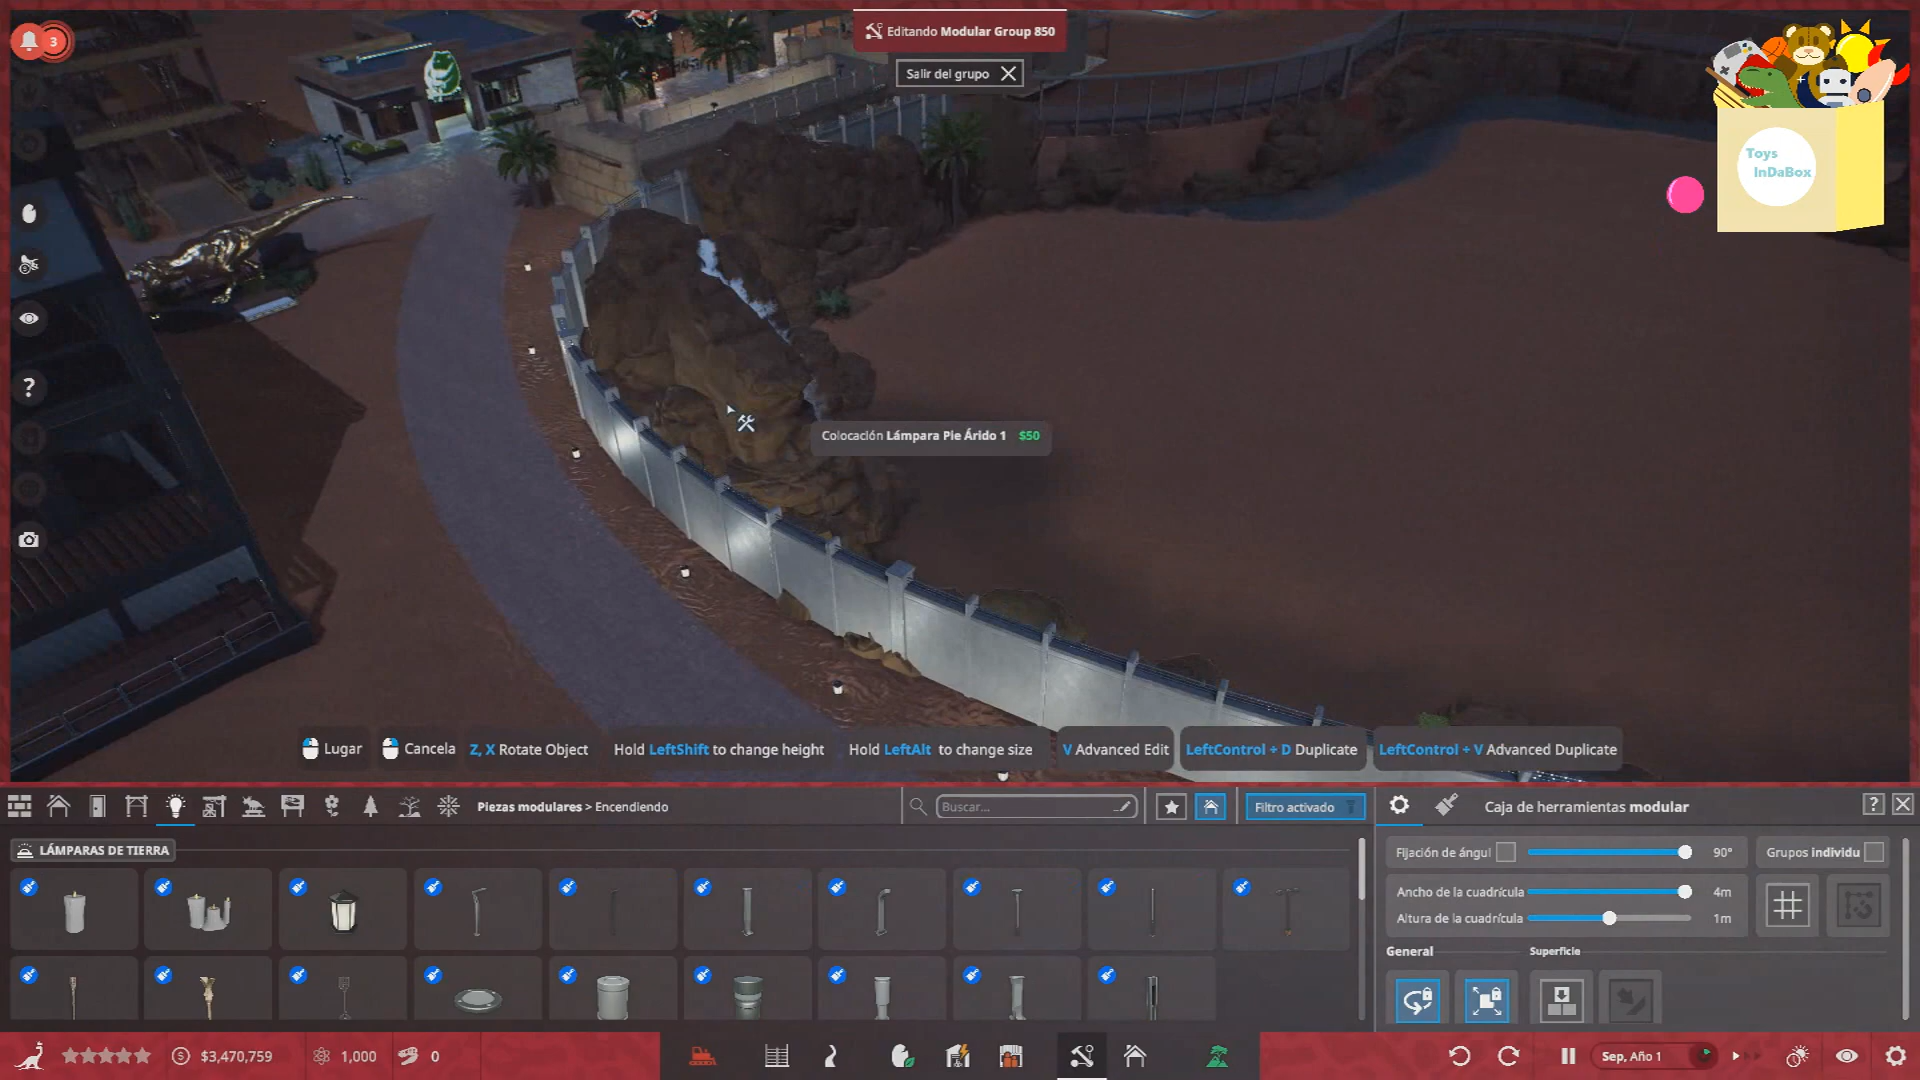 3
Editando Modular Group 850
Salir del grupo
Toys
InDaBox
?
Colocación Lámpara Pie Árido 1 $50
Lugar
Cancela
Z, X Rotate Object
Hold LeftShift to change height
Hold LeftAlt to change size
V Advanced Edit
LeftControl + D Duplicate
LeftControl + V Advanced Duplicate
Piezas modulares > Encendiendo
Buscar...
Filtro activado
Caja de herramientas modular
?
LÁMPARAS DE TIERRA
Fijación de ángul
90°
Grupos individu
Ancho de la cuadrícula
4m
Altura de la cuadrícula
1m
General
Superficie
$3,470,759
1,000
0
Sep, Año 1